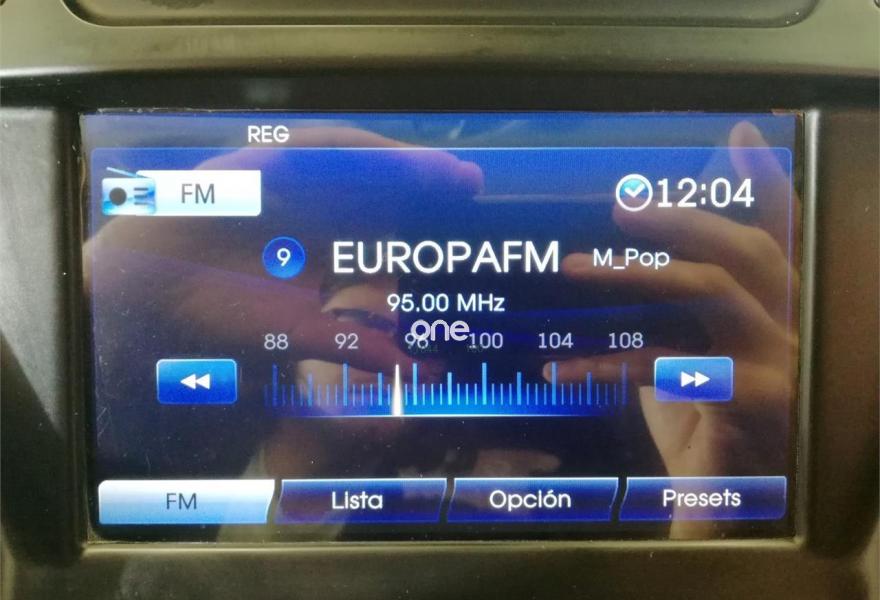 REG
FM
12:04
9 EUROPAFM M_Pop
95.00 MHz
one
88 92 96 100 104 108
FM Lista Opción Presets